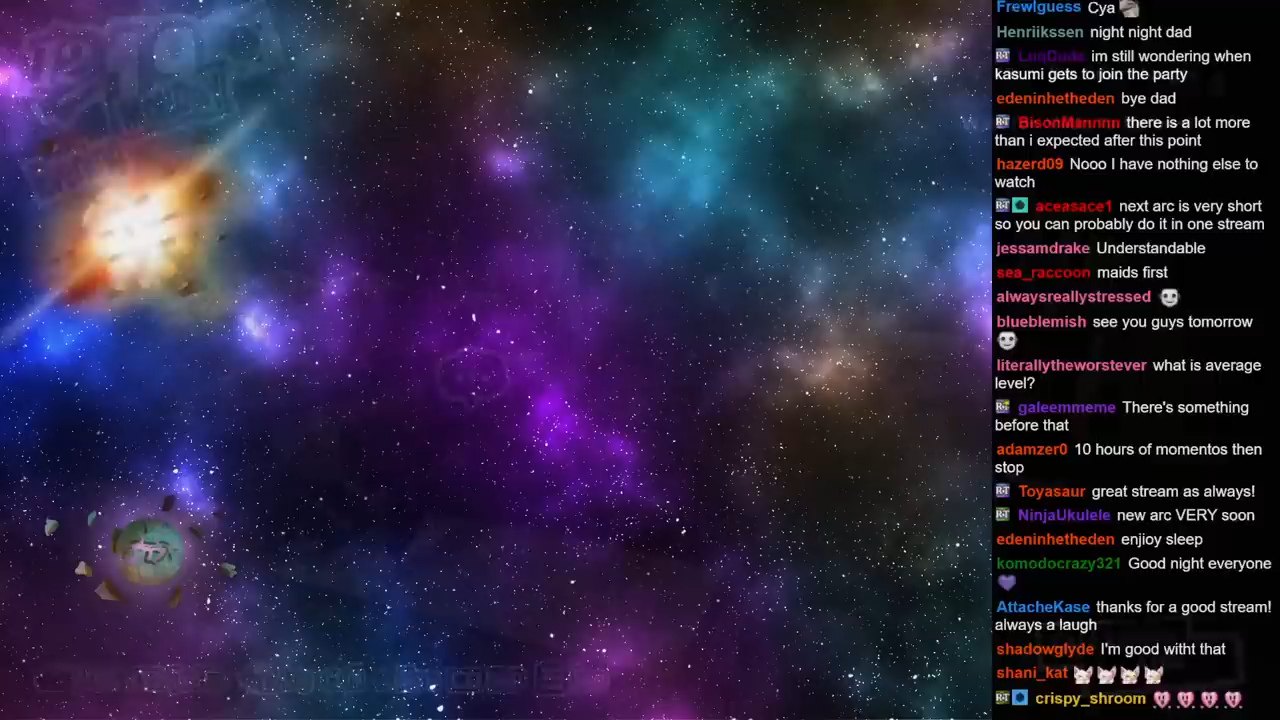 Frewlguess Cya
Henriikssen night night dad
LuqDude im still wondering when
kasumi gets to join the party
edeninhetheden bye dad
BisonMannnn there is a lot more
than i expected after this point
hazerd09 Nooo I have nothing else to
watch
aceasace1 next arc is very short
so you can probably do it in one stream
jessamdrake Understandable
sea_raccoon maids first
alwaysreallystressed
blueblemish see you guys tomorrow
literallytheworstever what is average
level?
galeemmeme There's something
before that
adamzer0 10 hours of momentos then
stop
Toyasaur great stream as always!
NinjaUkulele new arc VERY soon
edeninhetheden enjoy sleep
komodocrazy321 Good night everyone
AttacheKase thanks for a good stream!
always a laugh
shadowglyde I'm good witht that
shani_kat
crispy_shroom